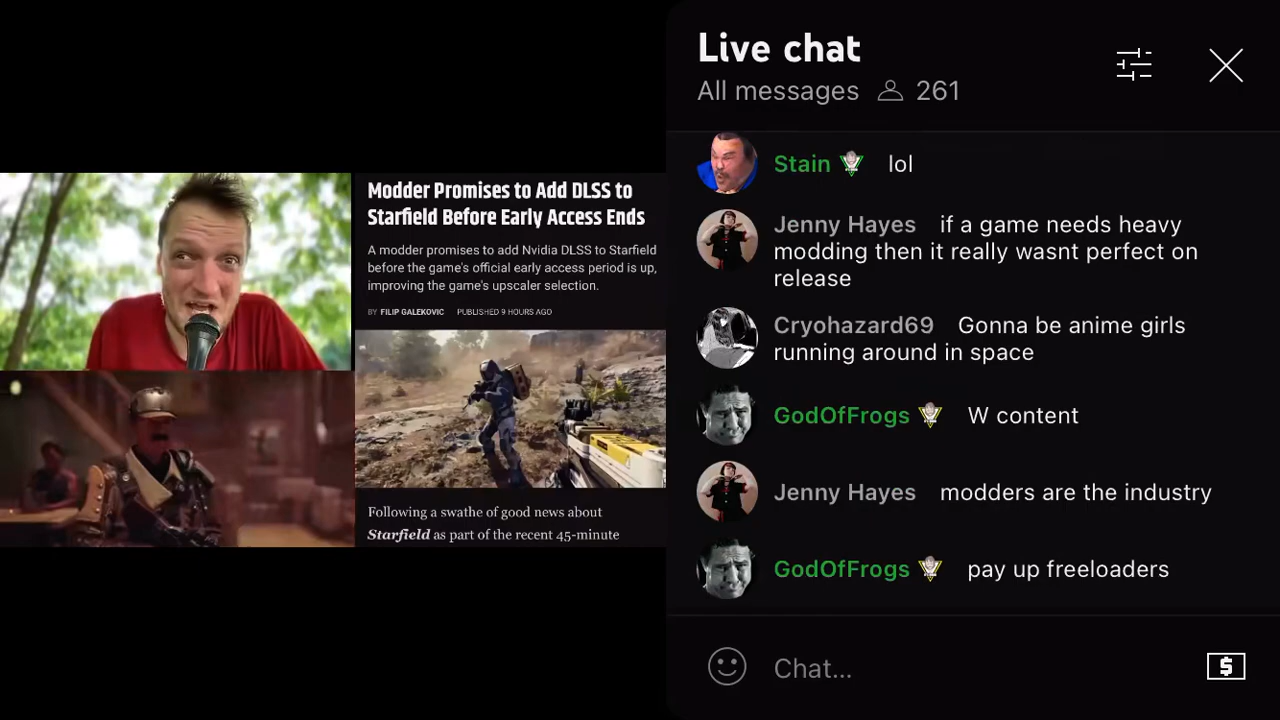 Modder Promises to Add DLSS to
Starfield Before Early Access Ends
A modder promises to add Nvidia DLSS to Starfield
before the game's official early access period is up,
improving the game's upscaler selection.
BY FILIP GALEKOVIC PUBLISHED 9 HOURS AGO
Following a swathe of good news about
Starfield as part of the recent 45-minute
Live chat
All messages 261
Stain lol
Jenny Hayes if a game needs heavy
modding then it really wasnt perfect on
release
Cryohazard69 Gonna be anime girls
running around in space
GodOfFrogs W content
Jenny Hayes modders are the industry
GodOfFrogs pay up freeloaders
Chat...
$